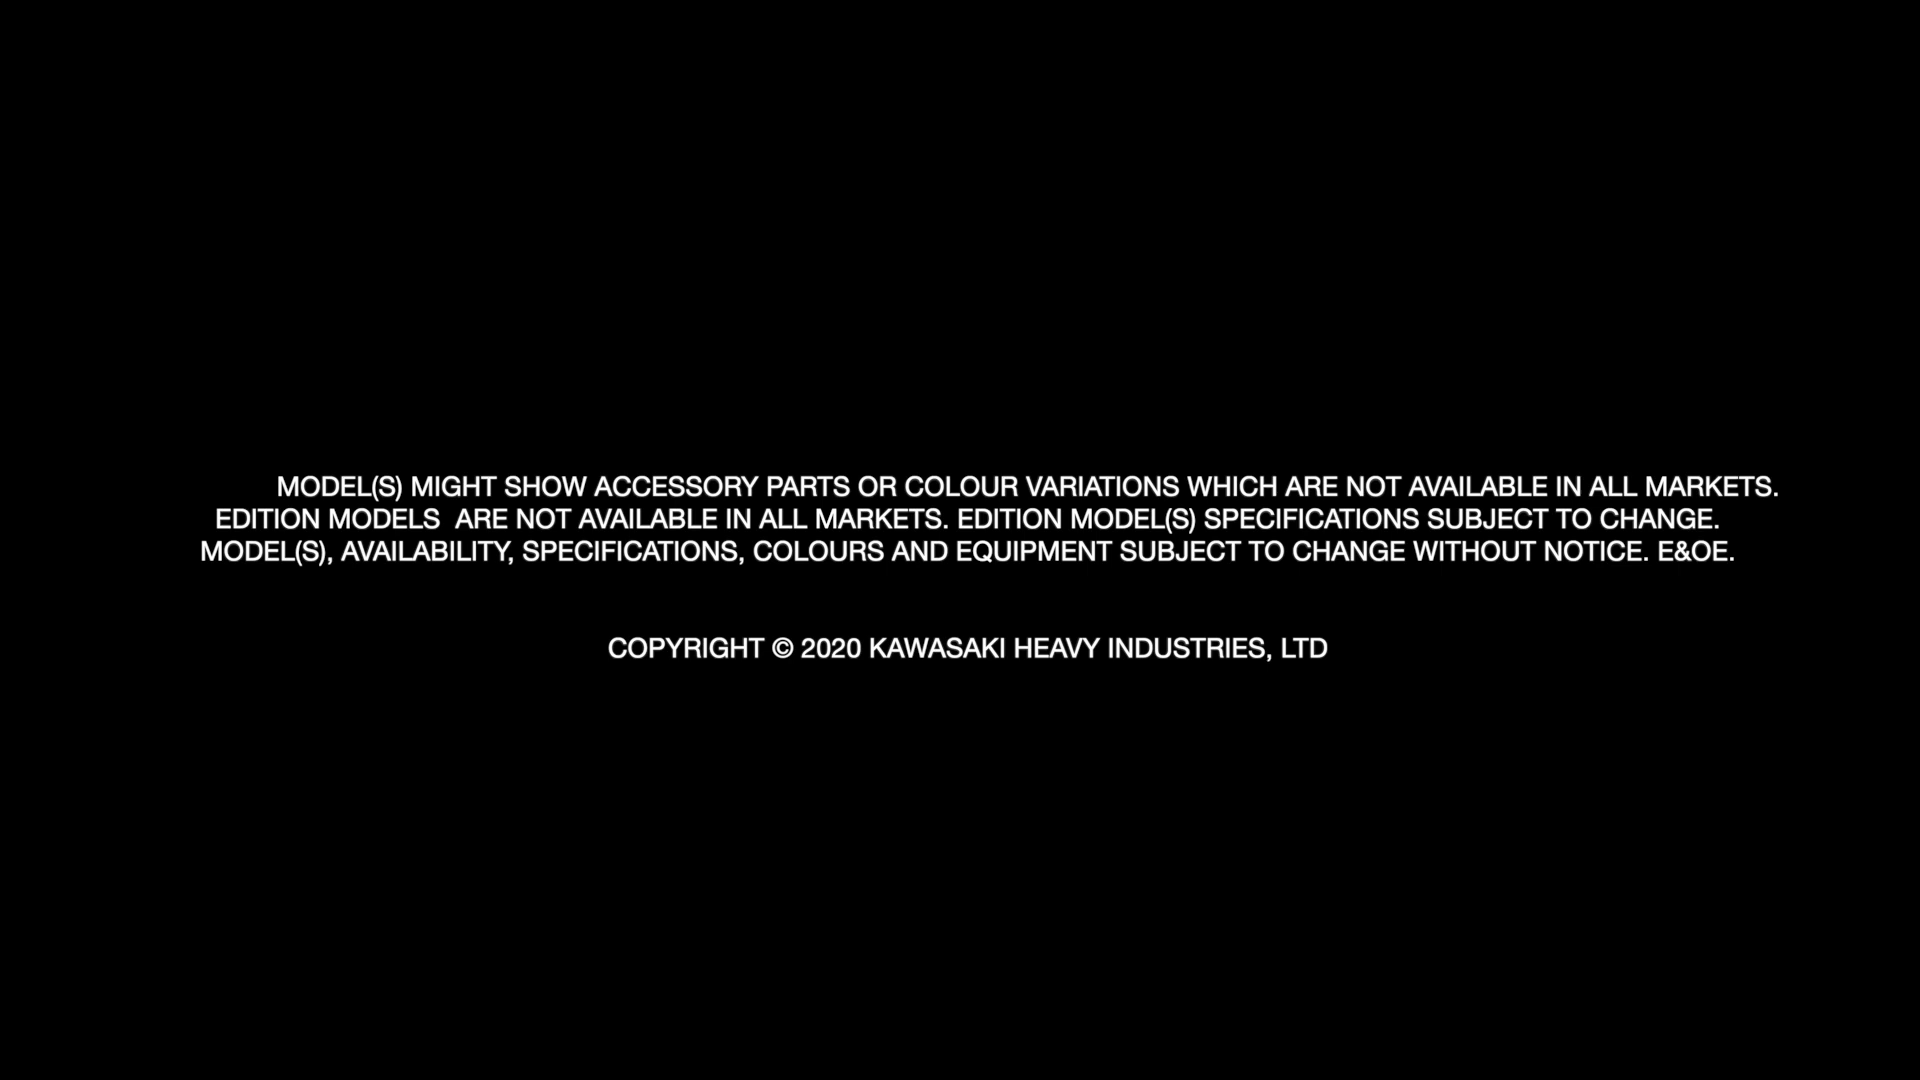 MODEL(S) MIGHT SHOW ACCESSORY PARTS OR COLOUR VARIATIONS WHICH ARE NOT AVAILABLE IN ALL MARKETS.
EDITION MODELS  ARE NOT AVAILABLE IN ALL MARKETS. EDITION MODEL(S) SPECIFICATIONS SUBJECT TO CHANGE.
MODEL(S), AVAILABILITY, SPECIFICATIONS, COLOURS AND EQUIPMENT SUBJECT TO CHANGE WITHOUT NOTICE. E&OE.
COPYRIGHT © 2020 KAWASAKI HEAVY INDUSTRIES, LTD